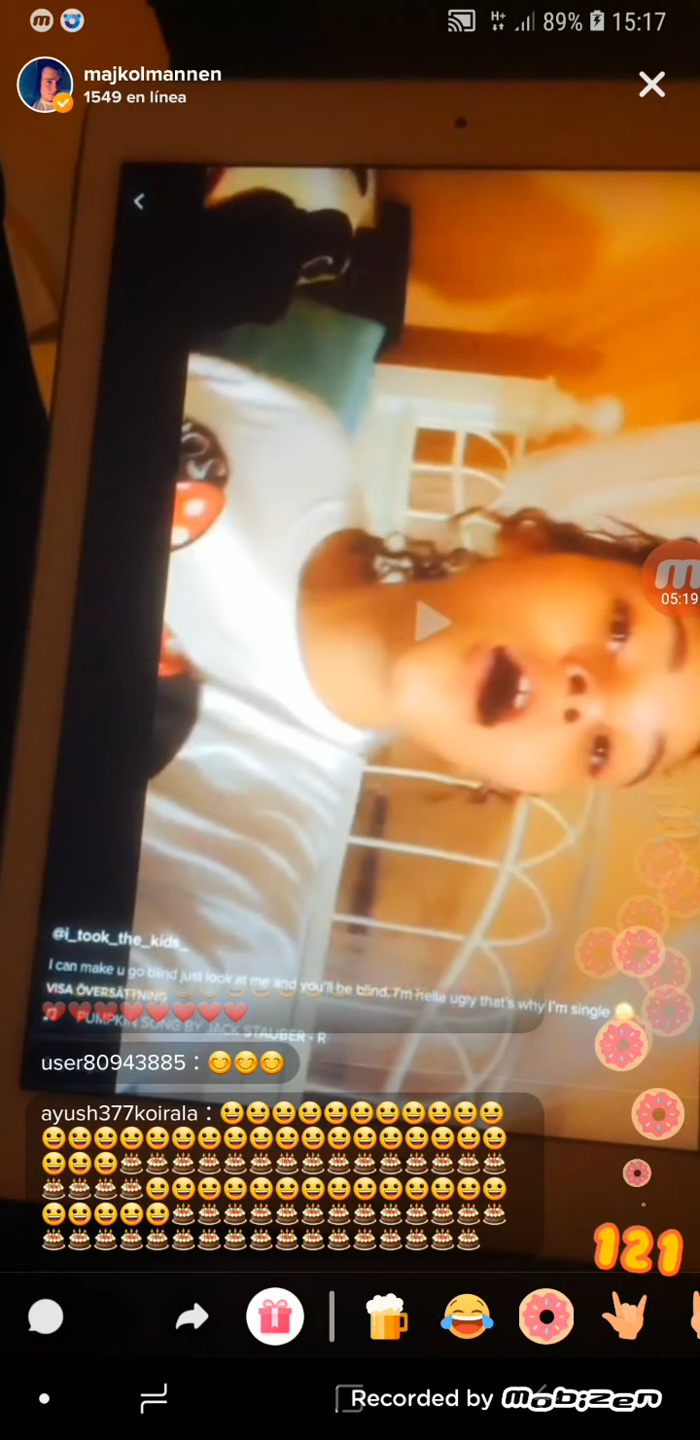 89% 15:17
majkolmannen
1549 en línea
05:19
@i_took_the_kids_
I can make u go blind just look at me and you'll be blind, I'm hella ugly that's why I'm single
VISA ÖVERSÄTTNING
PUMPKN SONG BY JACK STAUBER - R
user80943885 : 😊😊😊
ayush377koirala : 😀😀😀😀😀😀😀😀😀😀😀
😀😀😀😀😀😀😀😀😀😀😀😀😀😀😀😀😀😀
😀😀😀🎂🎂🎂🎂🎂🎂🎂🎂🎂🎂🎂🎂🎂🎂🎂
🎂🎂🎂🎂😀😀😀😀😀😀😀😀😀😀😀😀😀😀
😀😀😀😀😀🎂🎂🎂🎂🎂🎂🎂🎂🎂🎂🎂🎂🎂
🎂🎂🎂🎂🎂🎂🎂🎂🎂🎂🎂🎂🎂🎂🎂🎂🎂
121
Recorded by mobizen